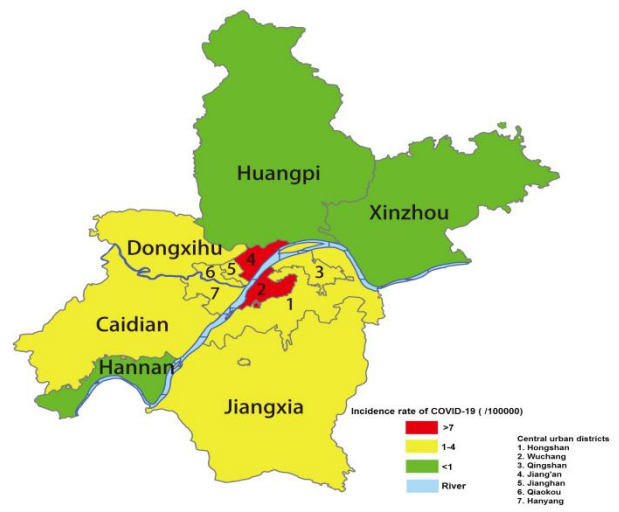 Huangpi
Xinzhou
Dongxihu
4
6
5
3
2
7
1
Caidian
Hannan
Jiangxia
Incidence rate of COVID-19 ( /100000)
>7
1-4
<1
River
Central urban districts
1. Hongshan
2. Wuchang
3. Qingshan
4. Jiang'an
5. Jianghan
6. Qiaokou
7. Hanyang